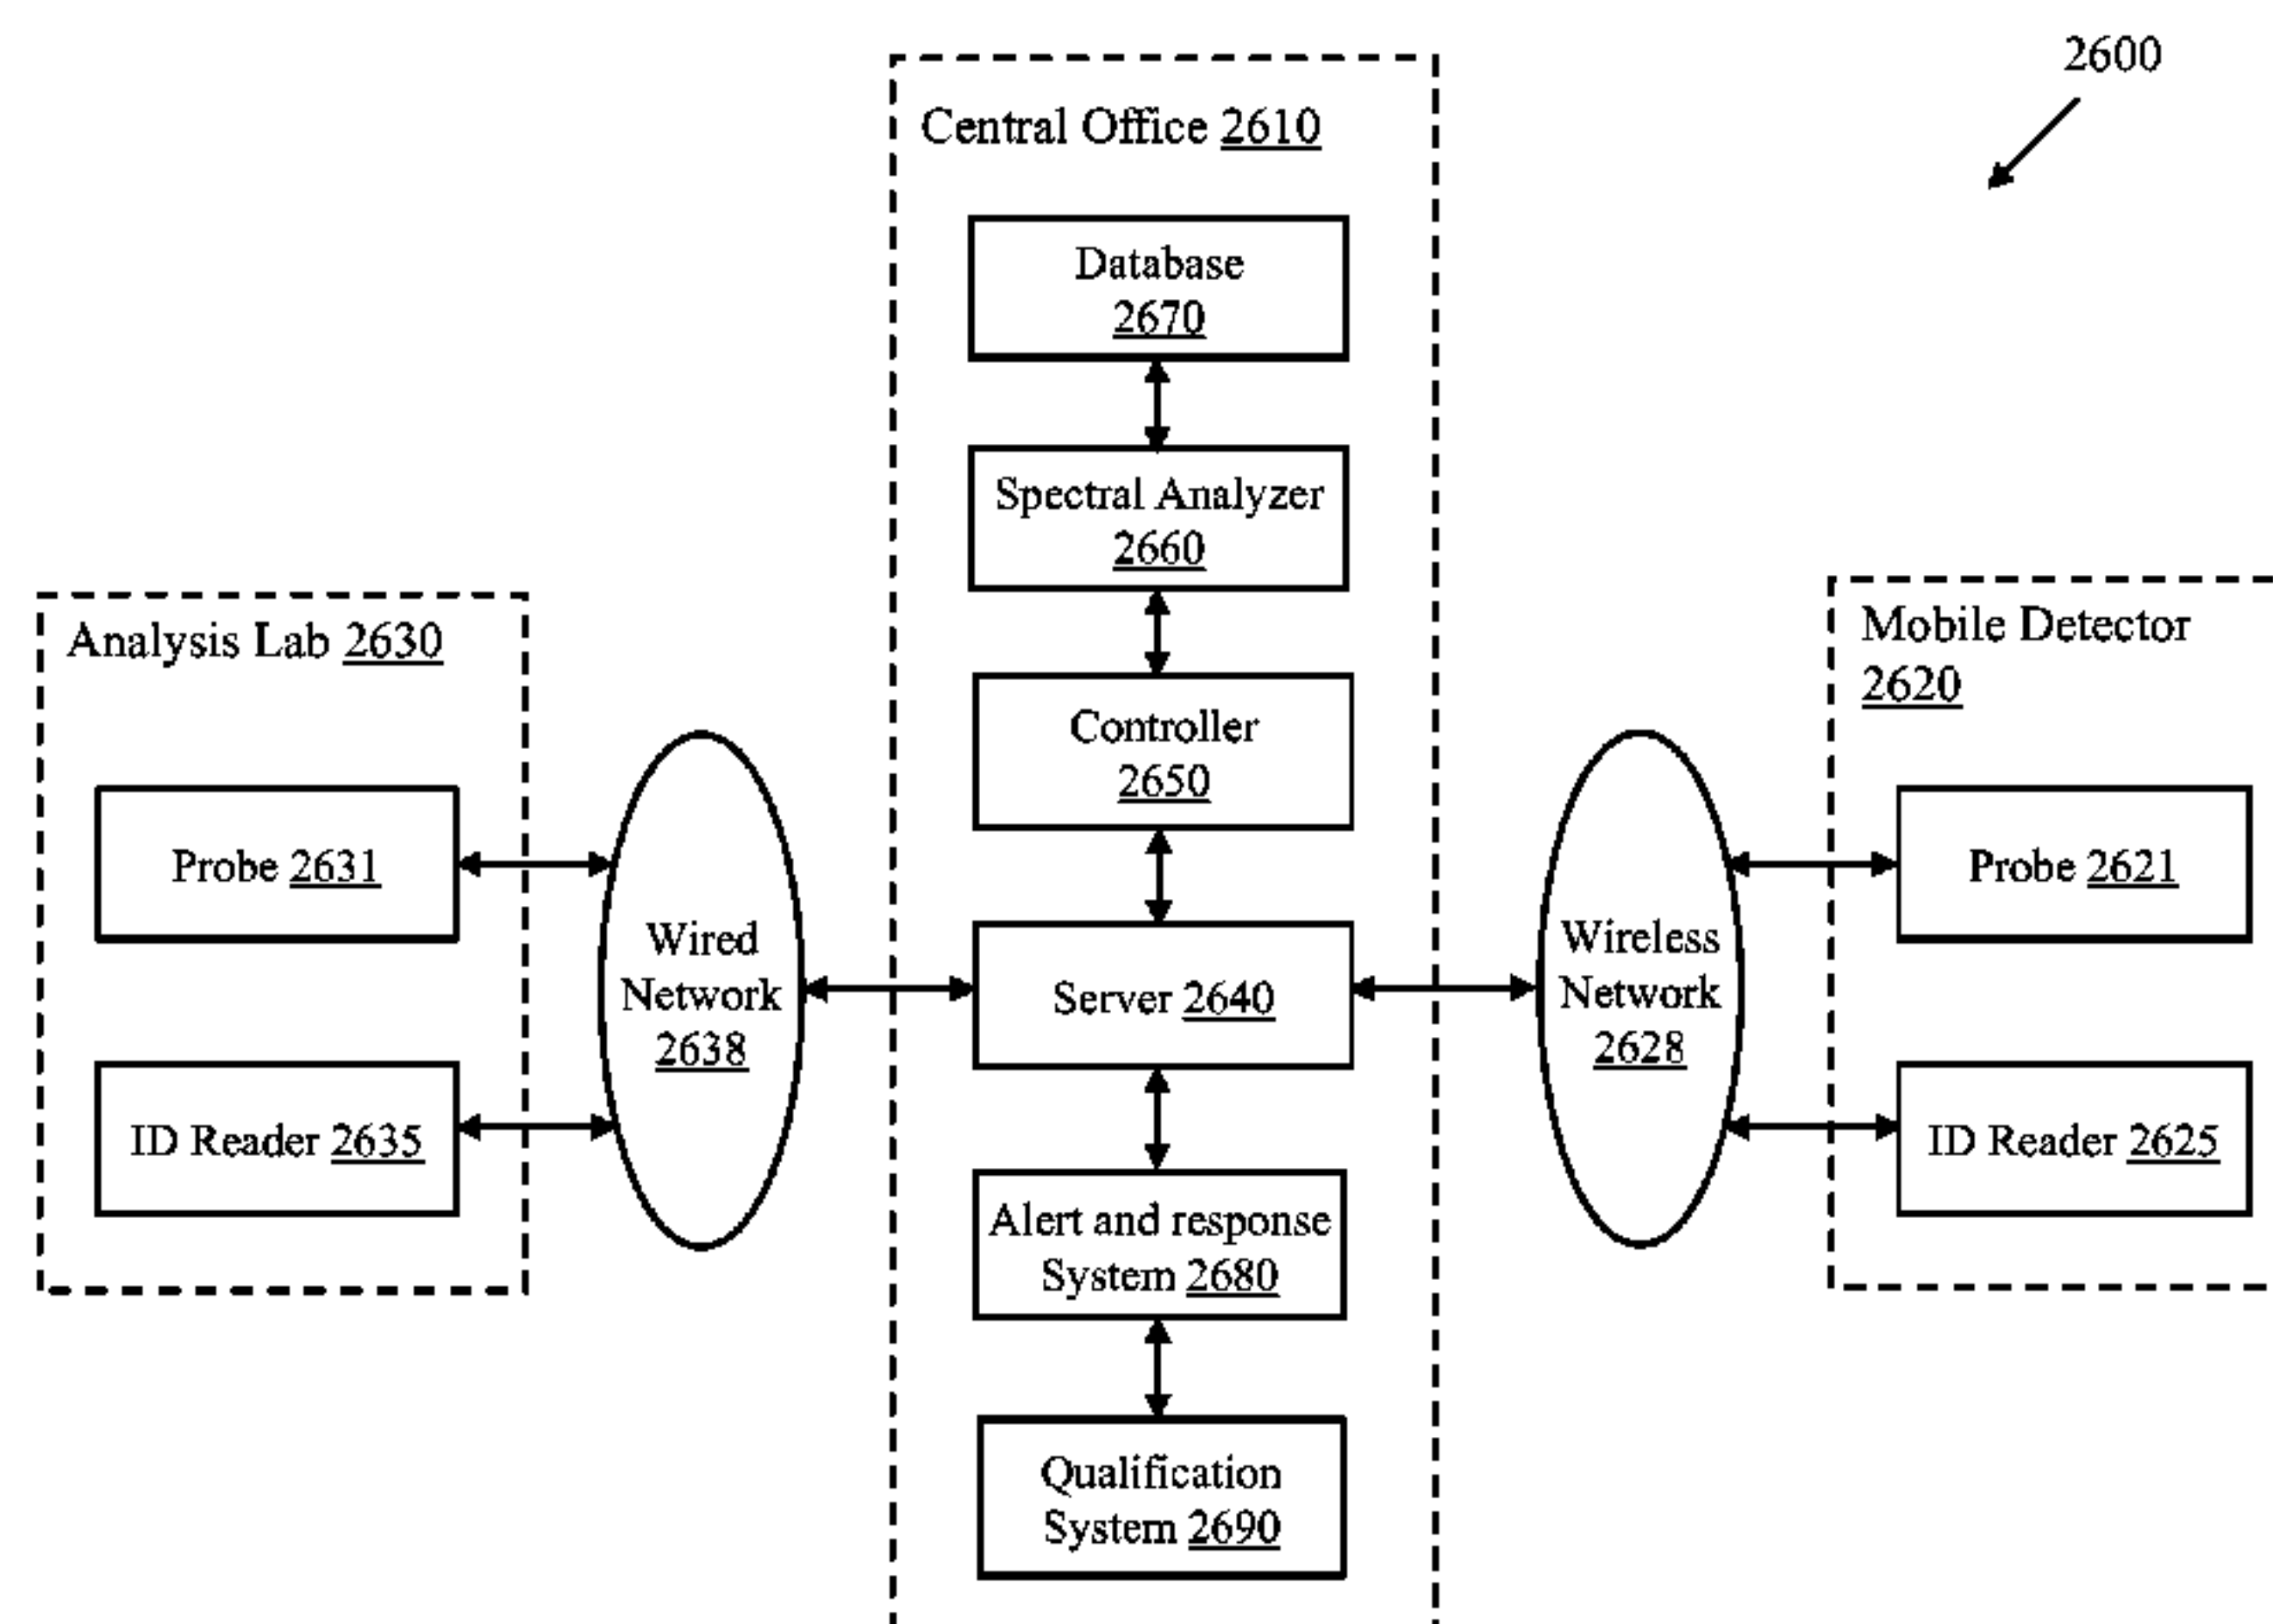 2600
Central Office 2610
Database
2670
Spectral Analyzer
2660
Controller
2650
Server 2640
Alert and response
System 2680
Qualification
System 2690
Analysis Lab 2630
Probe 2631
ID Reader 2635
Wired
Network
2638
Wireless
Network
2628
Mobile Detector
2620
Probe 2621
ID Reader 2625